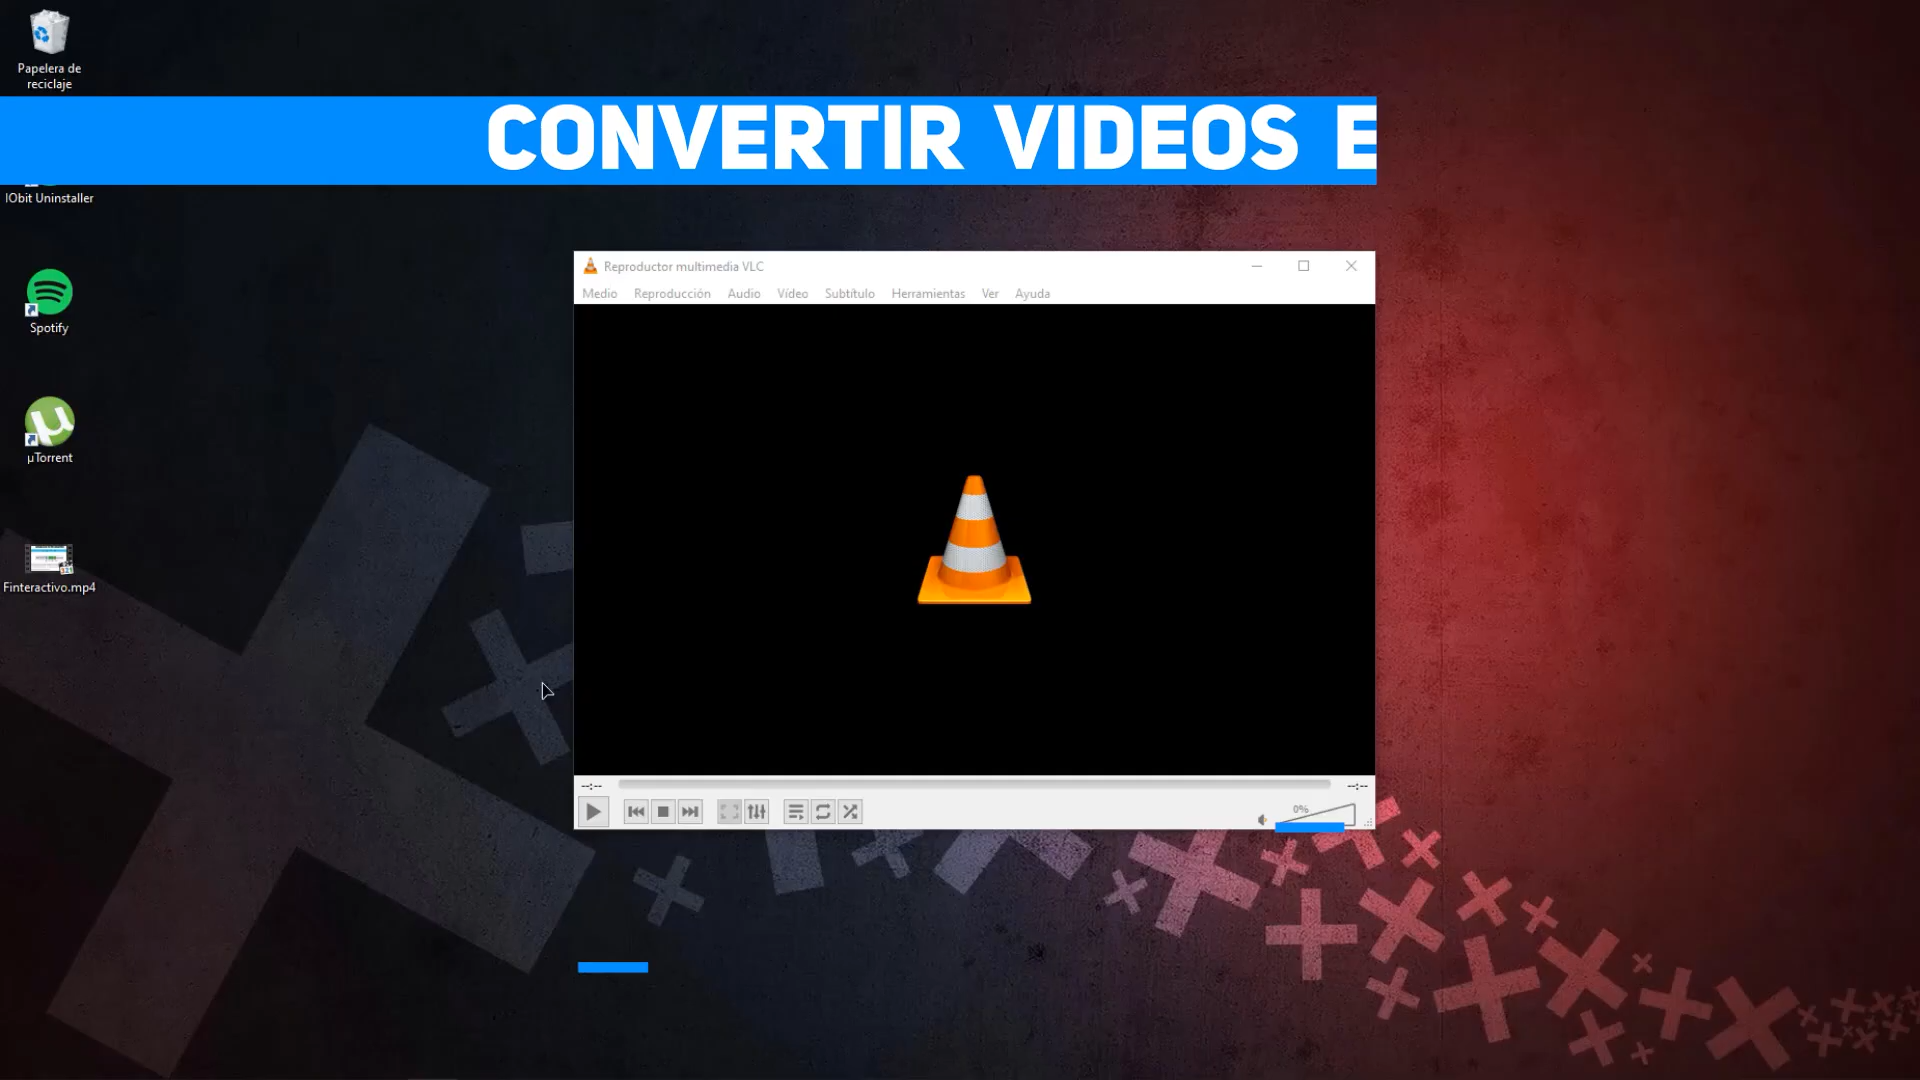 Papelera de
reciclaje
CONVERTIR VIDEOS E
IObit Uninstaller
Spotify
µTorrent
Finteractivo.mp4
Reproductor multimedia VLC
Medio Reproducción Audio Vídeo Subtítulo Herramientas Ver Ayuda
--:-- --:--
0%